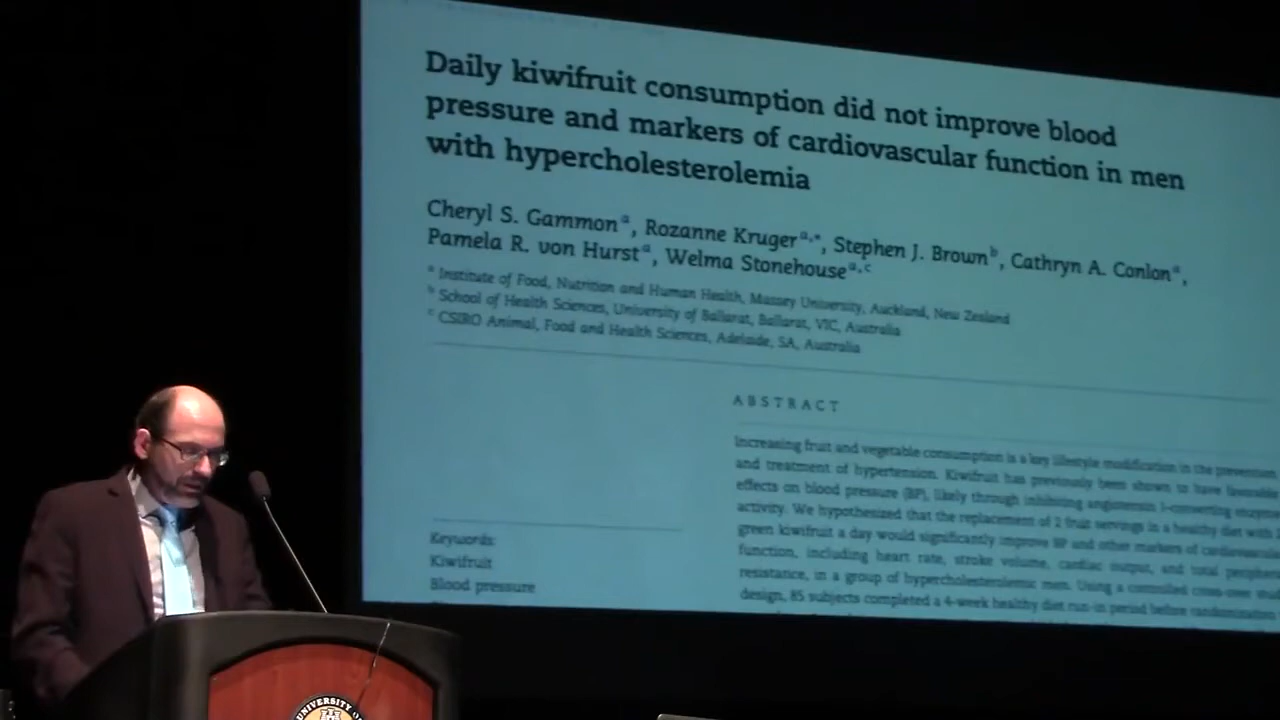 Daily kiwifruit consumption did not improve blood
pressure and markers of cardiovascular function in men
with hypercholesterolemia
Cheryl S. Gammonᵃ, Rozanne Krugerᵃ,*, Stephen J. Brownᵇ, Cathryn A. Conlonᵃ,
Pamela R. von Hurstᵃ, Welma Stonehouseᵃ,ᶜ
ᵃ Institute of Food, Nutrition and Human Health, Massey University, Auckland, New Zealand
ᵇ School of Health Sciences, University of Ballarat, Ballarat, VIC, Australia
ᶜ CSIRO Animal, Food and Health Sciences, Adelaide, SA, Australia
ABSTRACT
Increasing fruit and vegetable consumption is a key lifestyle modification in the prevention
and treatment of hypertension. Kiwifruit has previously been shown to have favorable
effects on blood pressure (BP), likely through inhibiting angiotensin I-converting enzyme
activity. We hypothesized that the replacement of 2 fruit servings in a healthy diet with
green kiwifruit a day would significantly improve BP and other markers of cardiovascular
function, including heart rate, stroke volume, cardiac output, and total peripheral
resistance, in a group of hypercholesterolemic men. Using a controlled cross-over study
design, 85 subjects completed a 4-week healthy diet run-in period before randomization
Keywords:
Kiwifruit
Blood pressure
UNIVERSITY